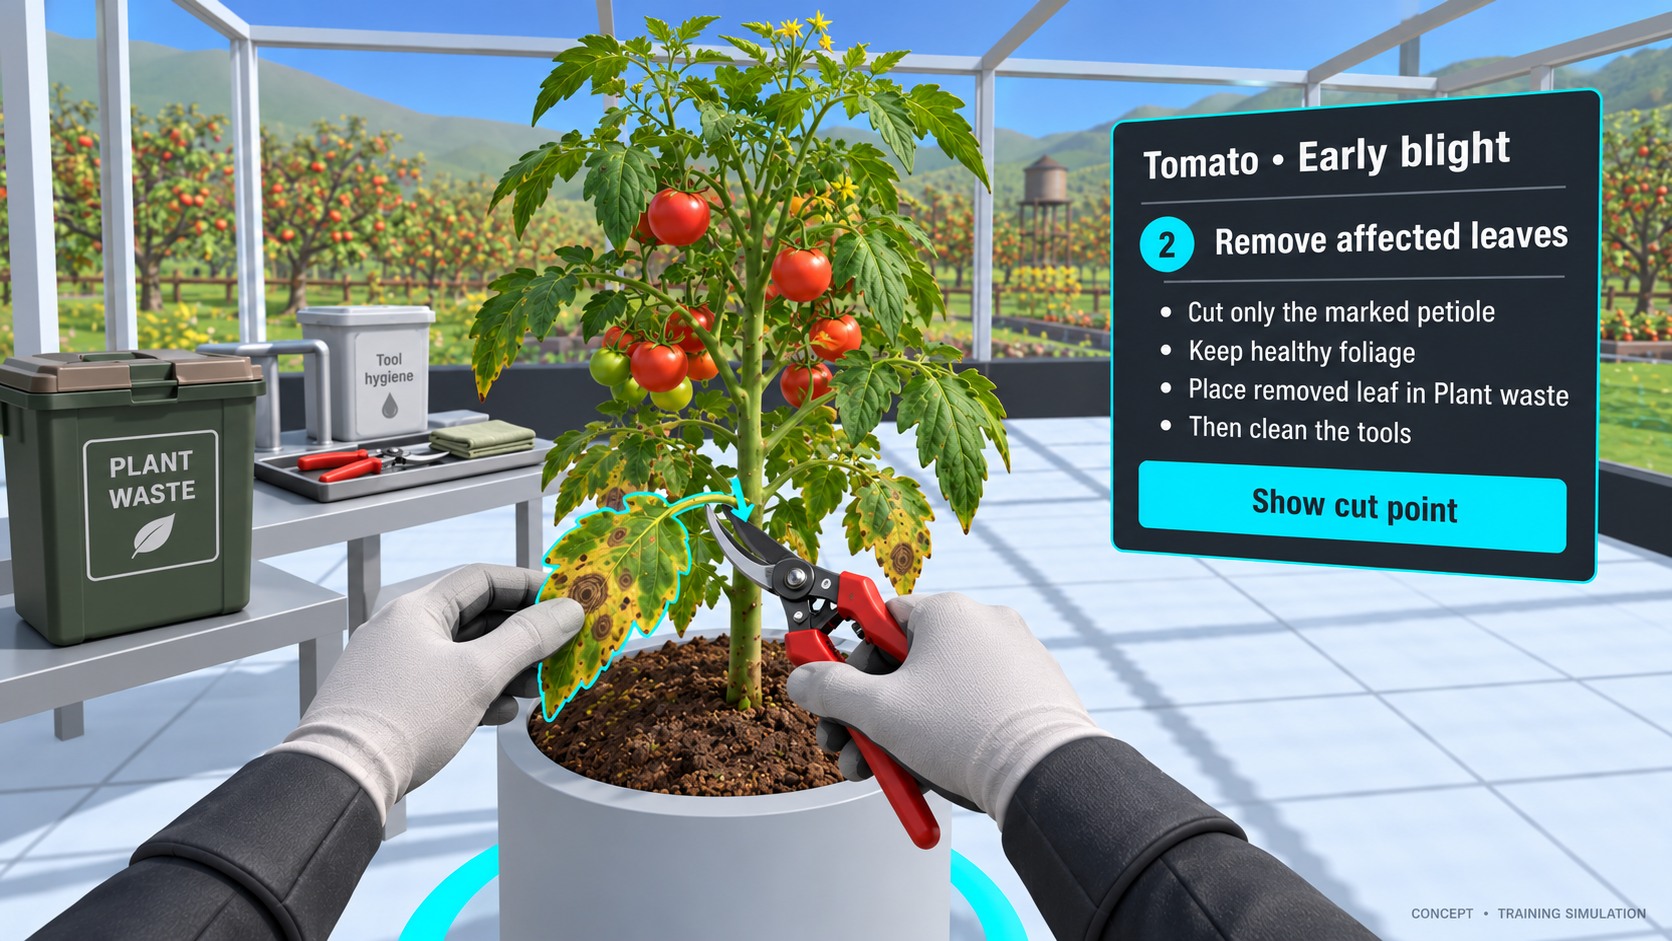 Tomato • Early blight
2 Remove affected leaves
• Cut only the marked petiole
• Keep healthy foliage
• Place removed leaf in Plant waste
• Then clean the tools
Show cut point
Tool
hygiene
PLANT
WASTE
CONCEPT • TRAINING SIMULATION